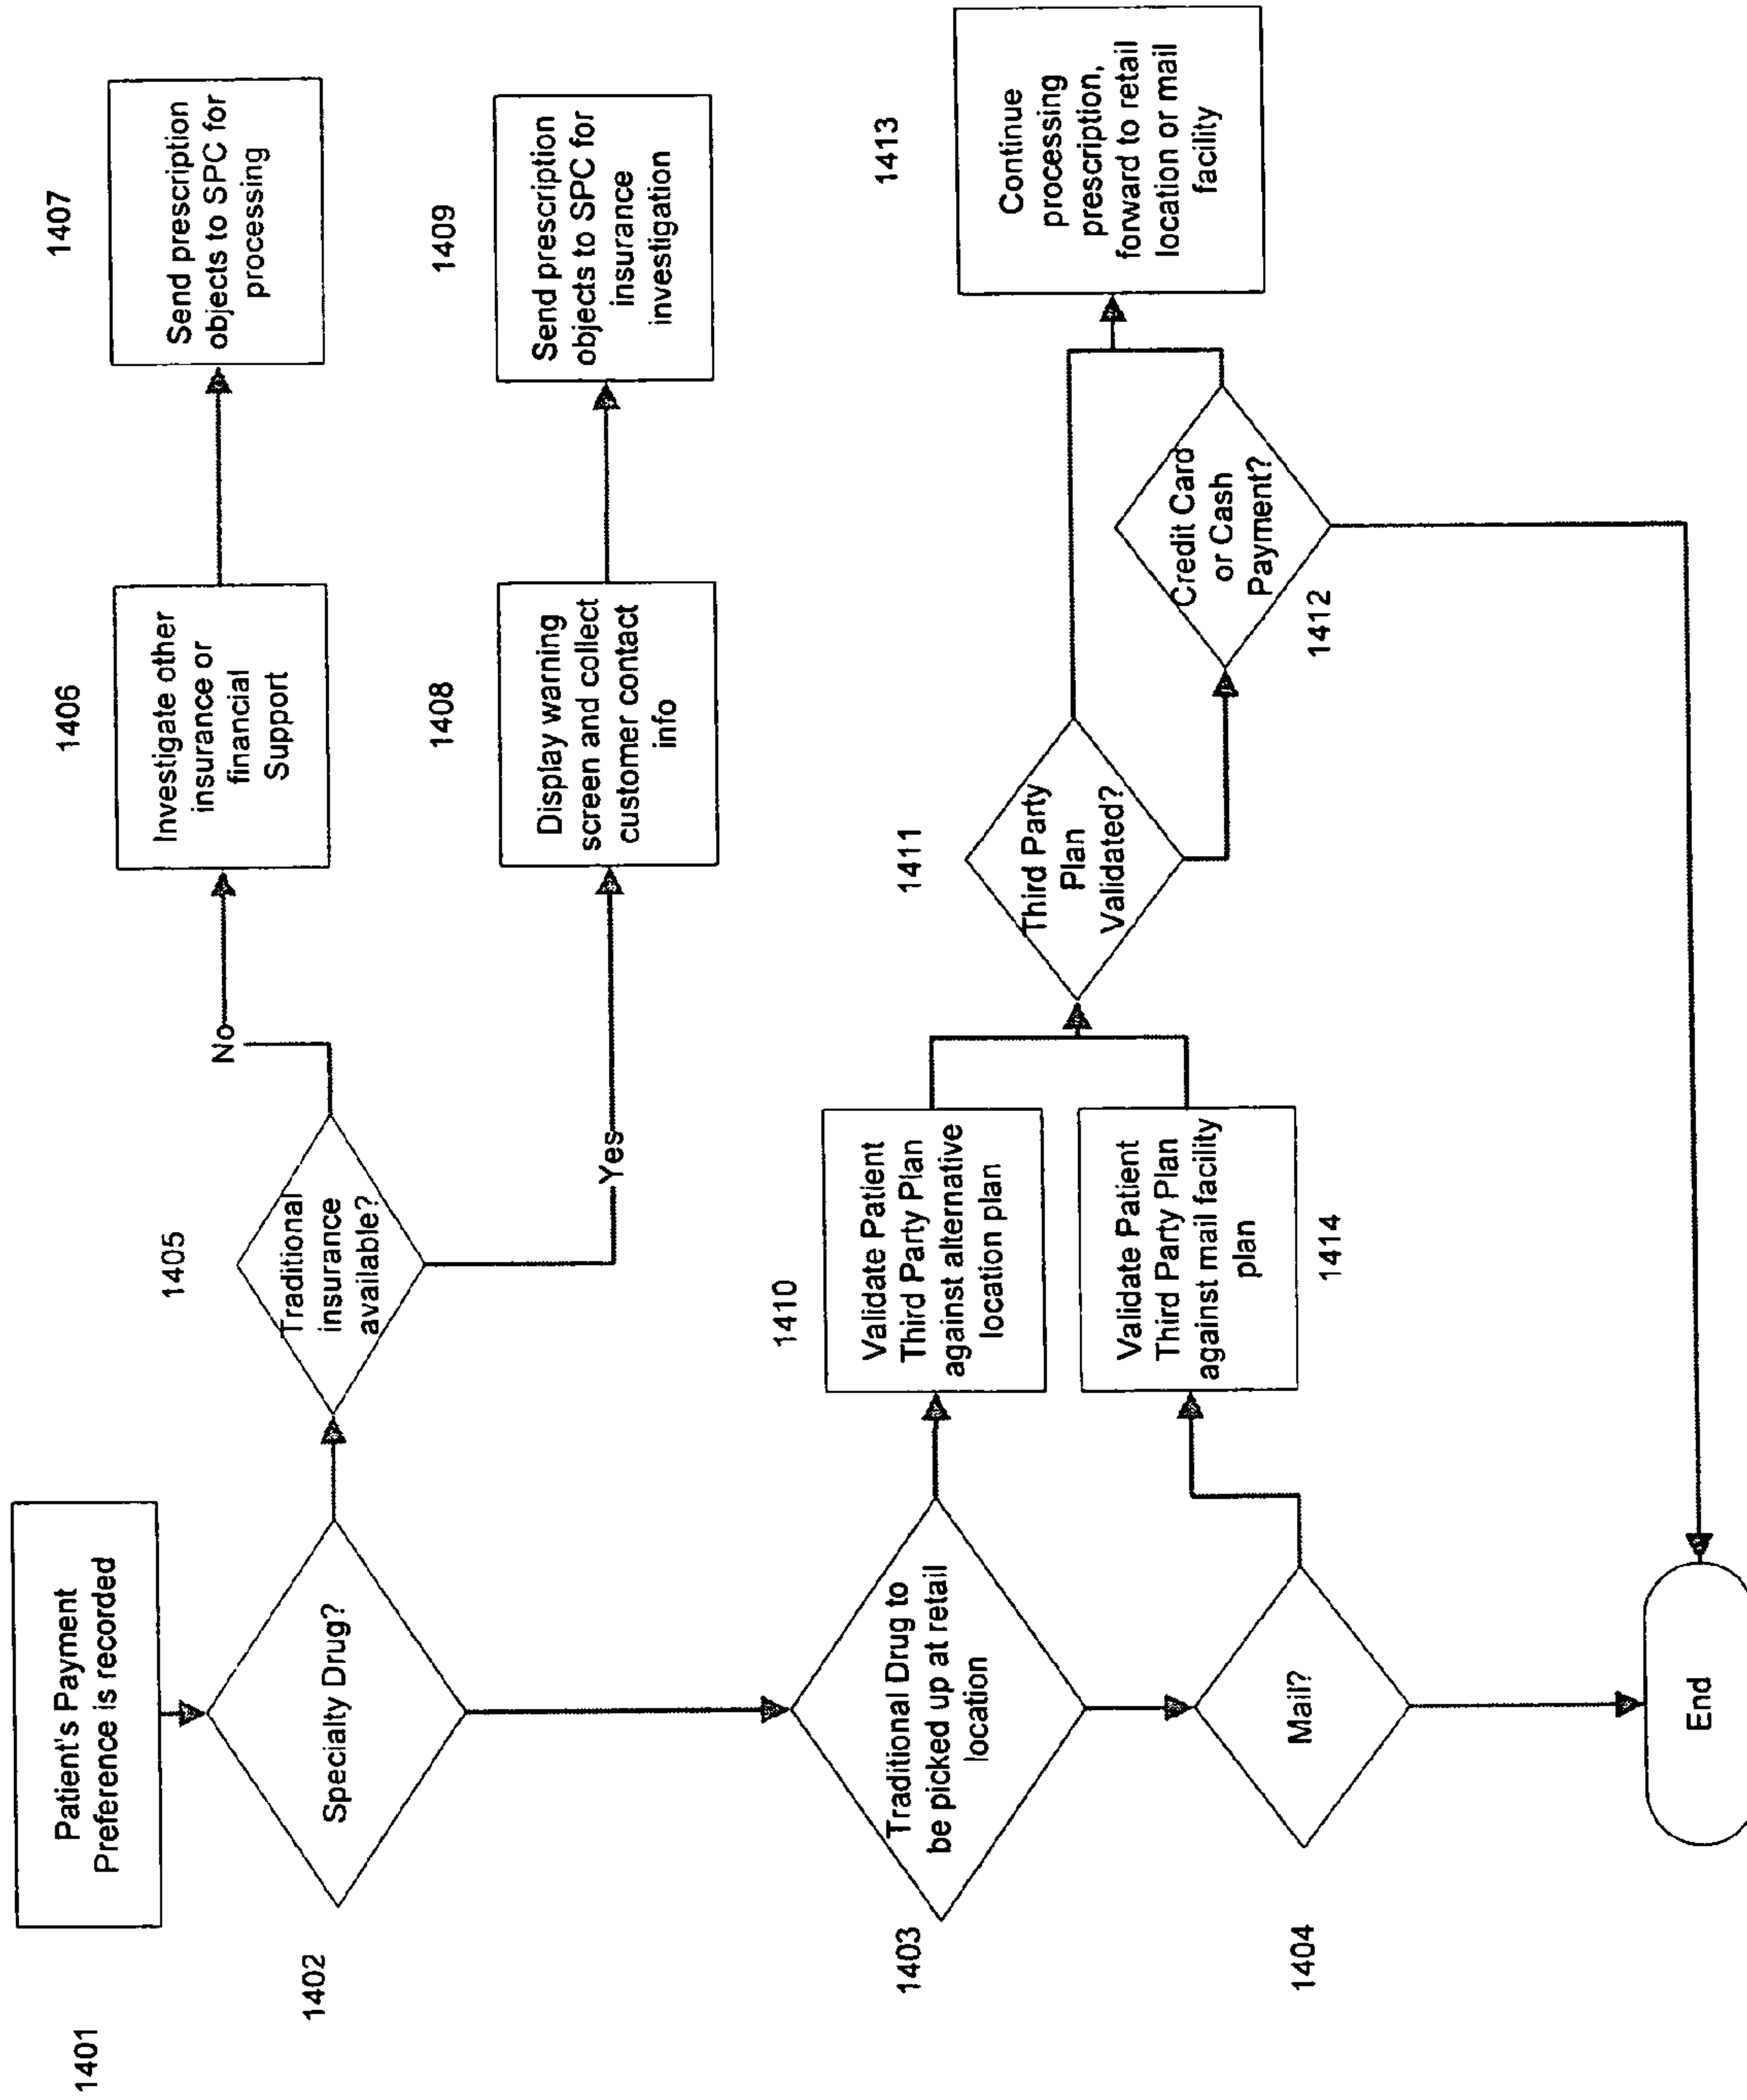 1401
Patient's Payment
Preference is recorded
1402
Specialty Drug?
1405
Traditional
insurance
available?
No
Yes
1406
Investigate other
insurance or
financial
Support
1407
Send prescription
objects to SPC for
processing
1408
Display warning
screen and collect
customer contact
info
1409
Send prescription
objects to SPC for
insurance
investigation
1403
Traditional Drug to
be picked up at retail
location
1410
Validate Patient
Third Party Plan
against alternative
location plan
1404
Mail?
Validate Patient
Third Party Plan
against mail facility
plan
1414
1411
Third Party
Plan
Validated?
Credit Card
or Cash
Payment?
1412
1413
Continue
processing
prescription,
forward to retail
location or mail
facility
End